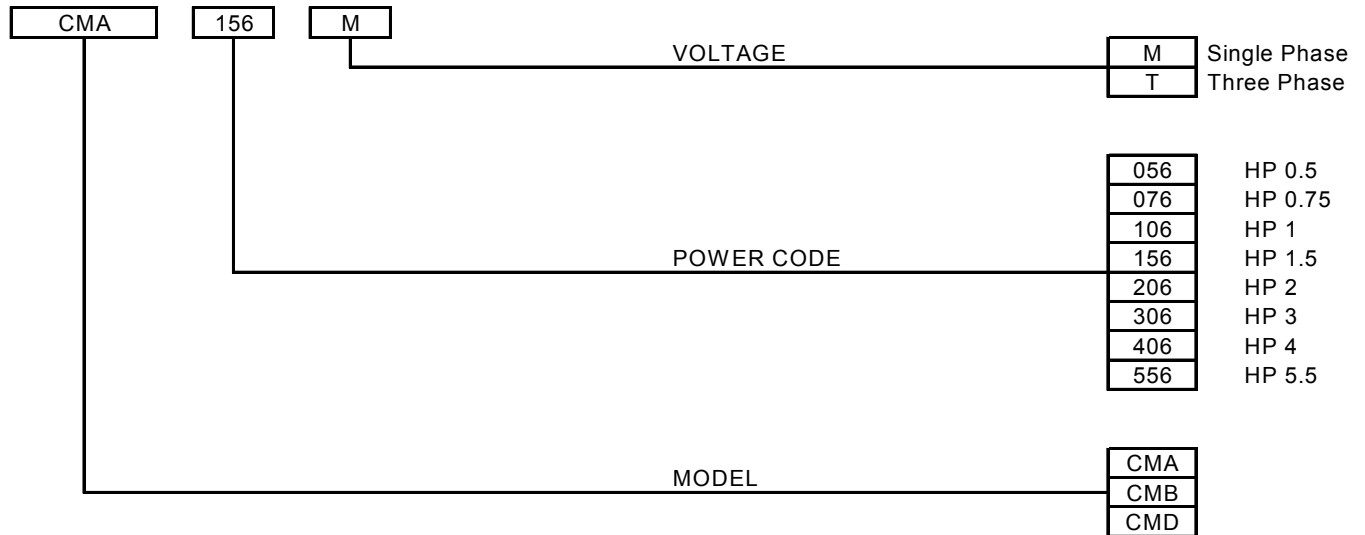 CMA 156 M
VOLTAGE M Single Phase
T Three Phase
056 HP 0.5
076 HP 0.75
106 HP 1
POWER CODE 156 HP 1.5
206 HP 2
306 HP 3
406 HP 4
556 HP 5.5
CMA
MODEL CMB
CMD